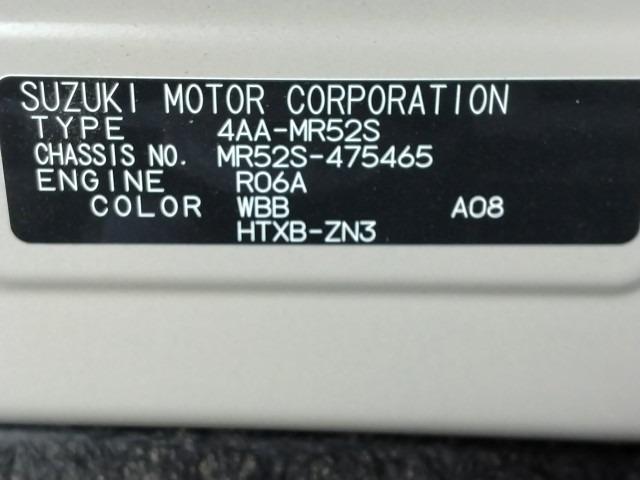 SUZUKI MOTOR CORPORATION
TYPE 4AA-MR52S
CHASSIS NO. MR52S-475465
ENGINE R06A
COLOR WBB A08
HTXB-ZN3